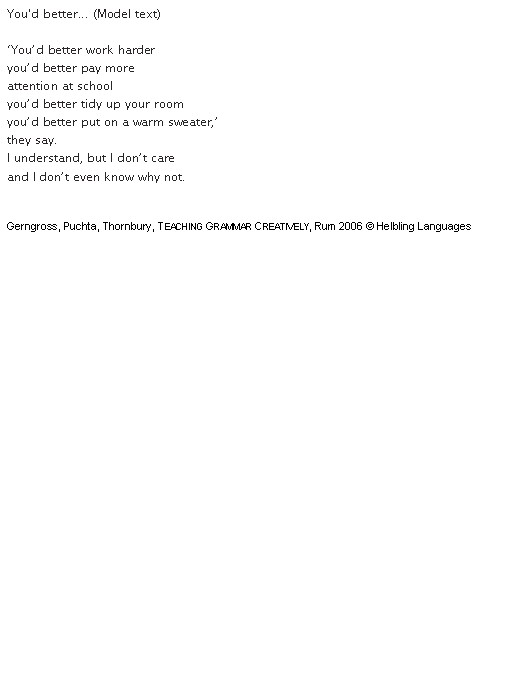 You'd better... (Model text)
‘You’d better work harder
you’d better pay more
attention at school
you’d better tidy up your room
you’d better put on a warm sweater,’
they say.
I understand, but I don’t care
and I don’t even know why not.
Gerngross, Puchta, Thornbury, TEACHING GRAMMAR CREATIVELY, Rum 2006 © Helbling Languages